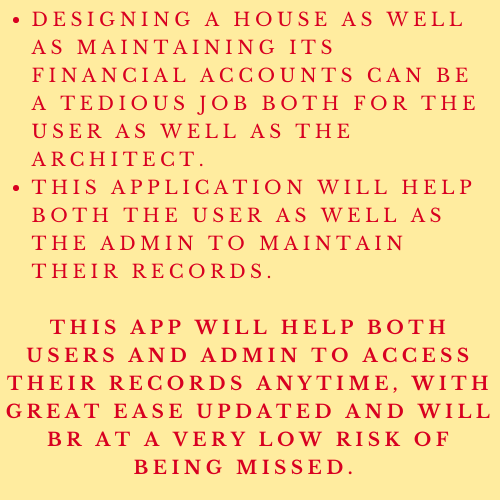 • DESIGNING A HOUSE AS WELL
AS MAINTAINING ITS
FINANCIAL ACCOUNTS CAN BE
A TEDIOUS JOB BOTH FOR THE
USER AS WELL AS THE
ARCHITECT.
• THIS APPLICATION WILL HELP
BOTH THE USER AS WELL AS
THE ADMIN TO MAINTAIN
THEIR RECORDS.
THIS APP WILL HELP BOTH
USERS AND ADMIN TO ACCESS
THEIR RECORDS ANYTIME, WITH
GREAT EASE UPDATED AND WILL
BR AT A VERY LOW RISK OF
BEING MISSED.